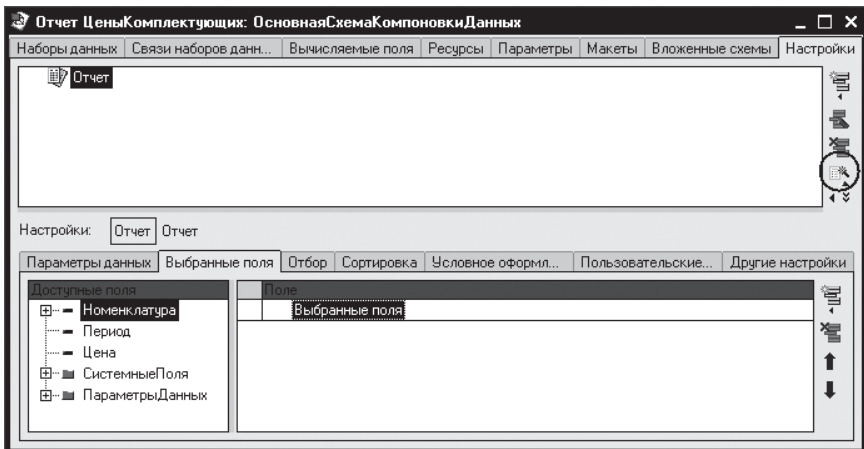 Отчет ЦеныКомплектующих: ОсновнаяСхемаКомпоновкиДанных
Наборы данных Связи наборов данн... Вычисляемые поля Ресурсы Параметры Макеты Вложенные схемы Настройки
Отчет
Настройки: Отчет Отчет
Параметры данных Выбранные поля Отбор Сортировка Условное оформл... Пользовательские... Другие настройки
Доступные поля Поле
Номенклатура Выбранные поля
Период
Цена
СистемныеПоля
ПараметрыДанных